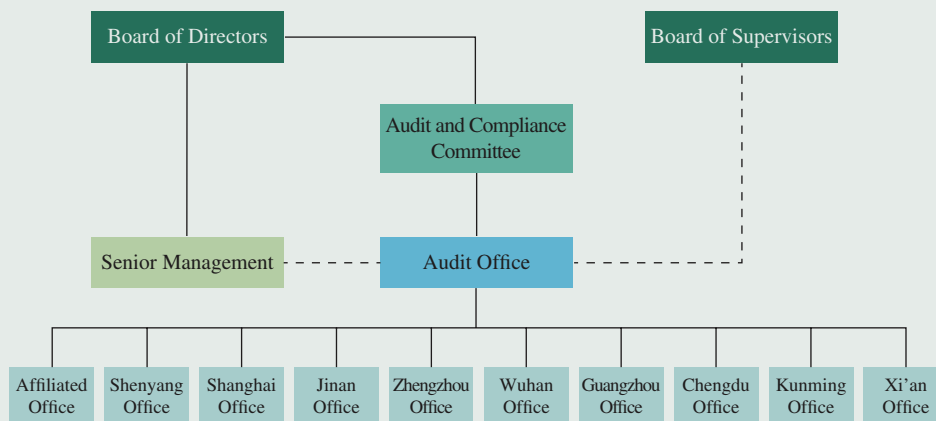 Board of Directors
Board of Supervisors
Audit and Compliance
Committee
Senior Management
Audit Office
Affiliated
Office
Shenyang
Office
Shanghai
Office
Jinan
Office
Zhengzhou
Office
Wuhan
Office
Guangzhou
Office
Chengdu
Office
Kunming
Office
Xi'an
Office